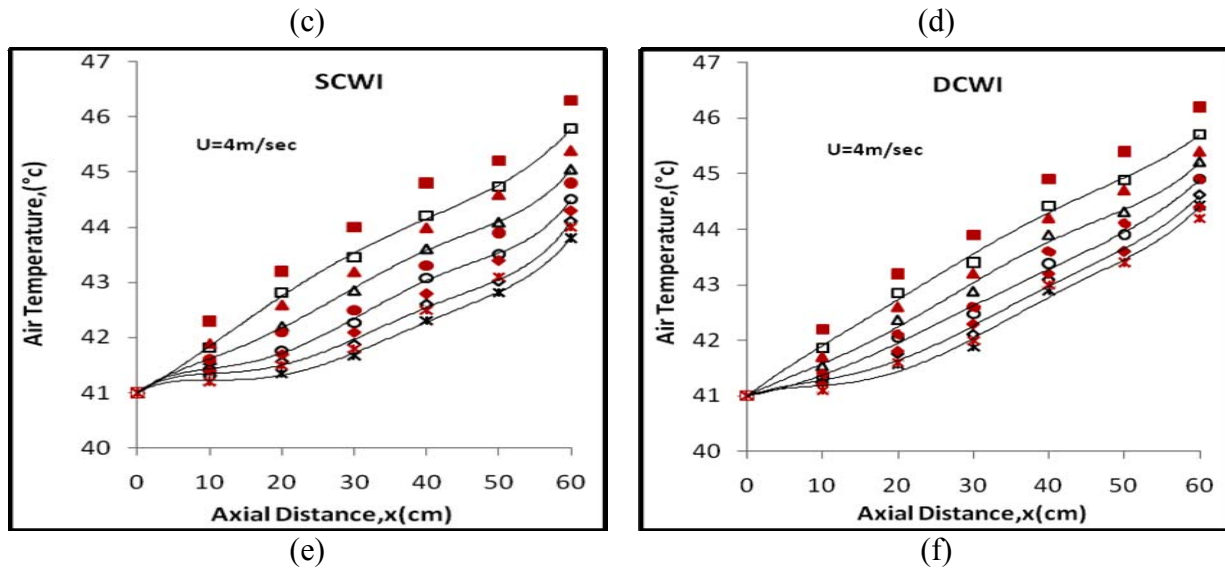 (c)
(d)
SCWI
U=4m/sec
Air Temperature,(°c)
47
46
45
44
43
42
41
40
0 10 20 30 40 50 60
Axial Distance,x(cm)
DCWI
U=4m/sec
Air Temperature,(°c)
47
46
45
44
43
42
41
40
0 10 20 30 40 50 60
Axial Distance,x(cm)
(e)
(f)